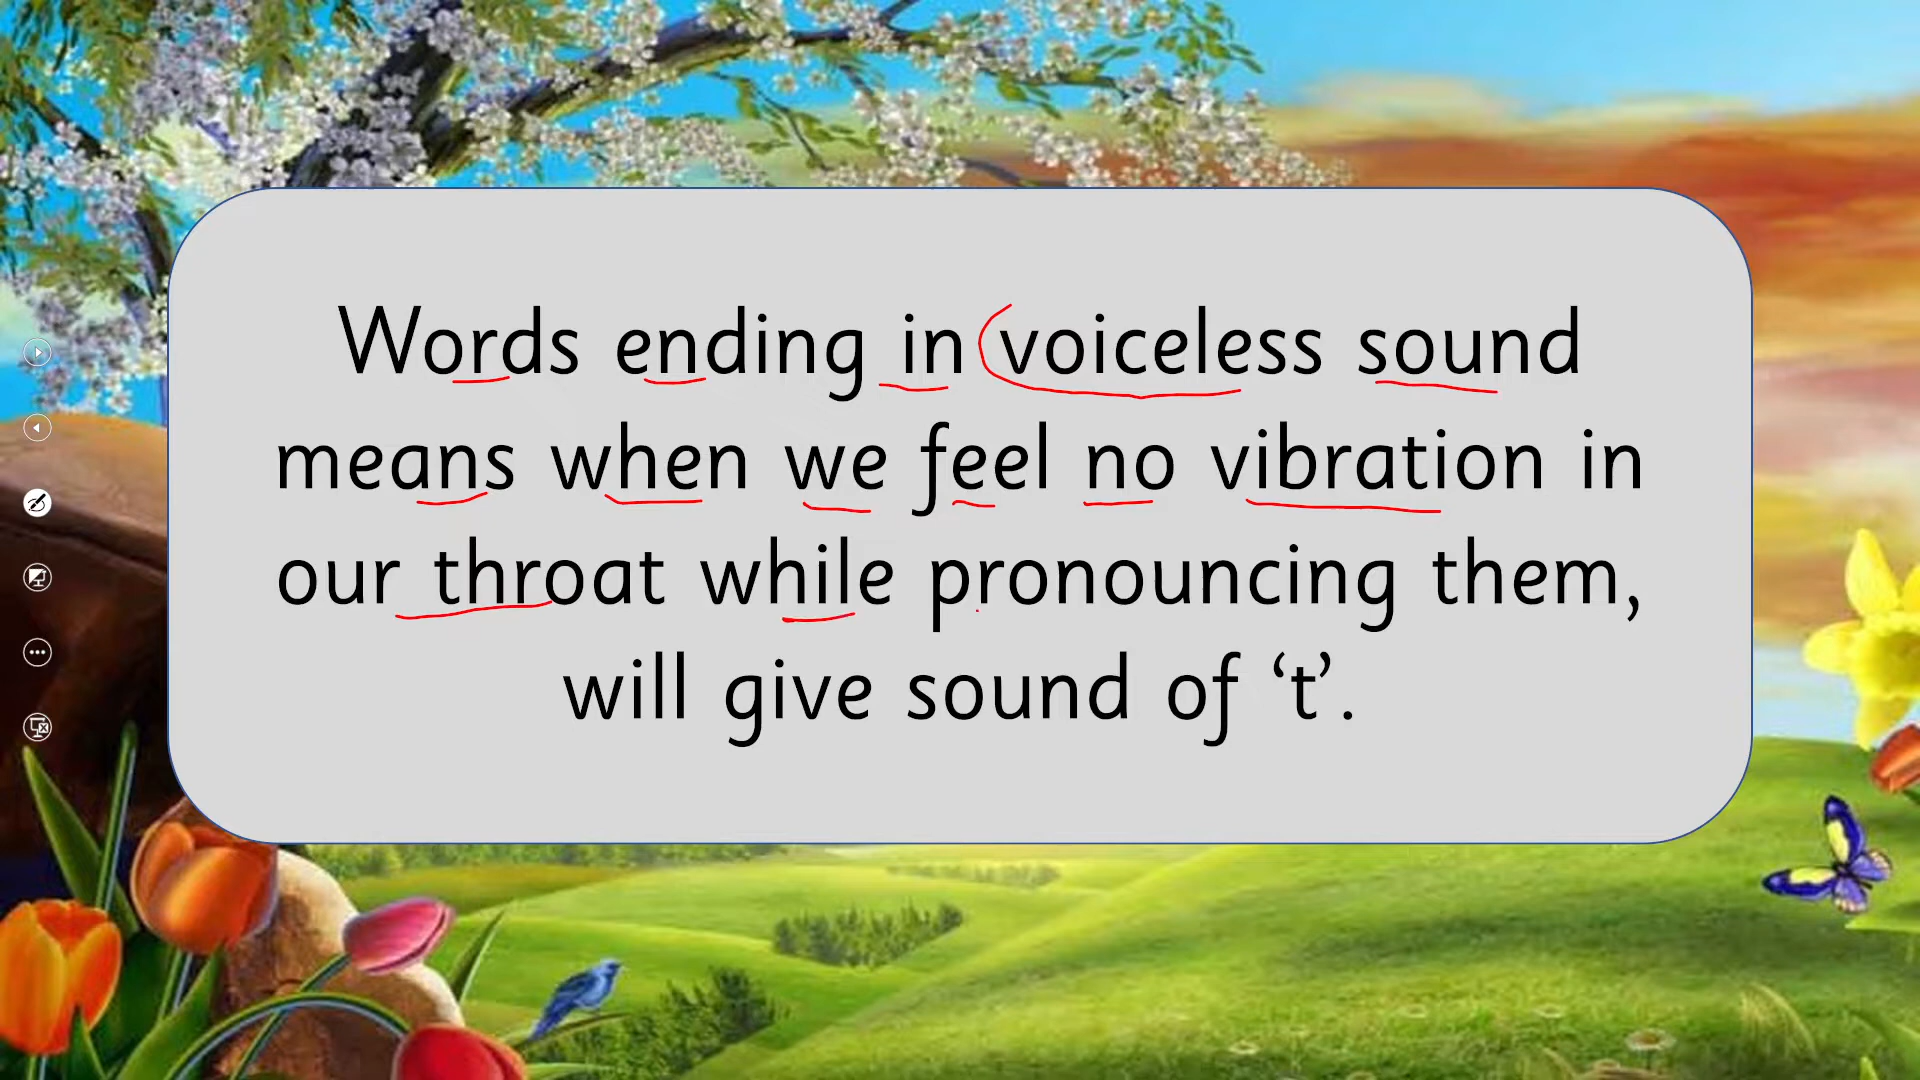 Words ending in voiceless sound
means when we feel no vibration in
our throat while pronouncing them,
will give sound of ‘t’.